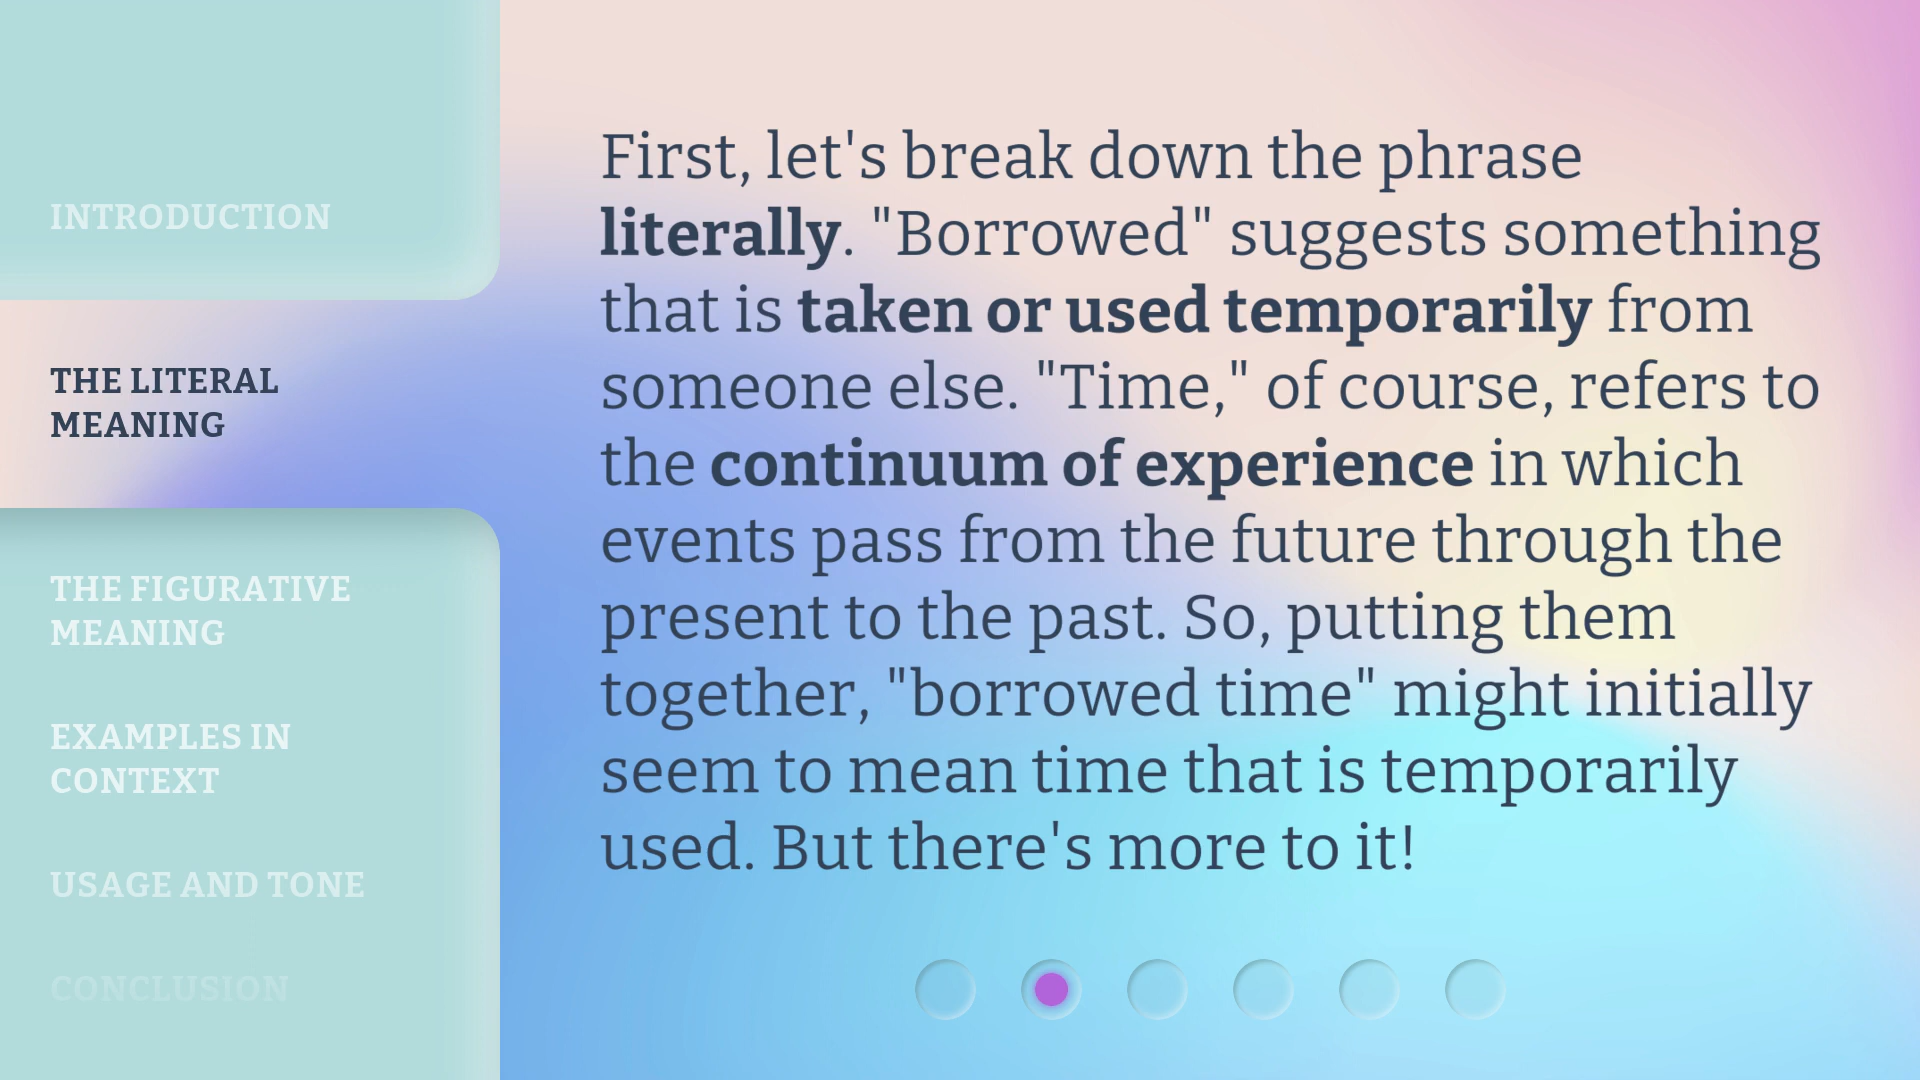 INTRODUCTION
THE LITERAL
MEANING
THE FIGURATIVE
MEANING
EXAMPLES IN
CONTEXT
USAGE AND TONE
CONCLUSION
First, let's break down the phrase
literally. "Borrowed" suggests something
that is taken or used temporarily from
someone else. "Time," of course, refers to
the continuum of experience in which
events pass from the future through the
present to the past. So, putting them
together, "borrowed time" might initially
seem to mean time that is temporarily
used. But there's more to it!